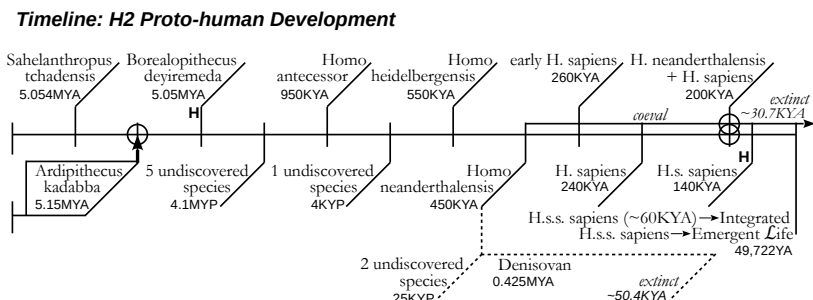 Timeline: H2 Proto-human Development
Sahelanthropus
tchadensis
5.054MYA
Borealopithecus
deyiremeda
5.05MYA
H
Homo
antecessor
950KYA
Homo
heidelbergensis
550KYA
early H. sapiens
260KYA
H. neanderthalensis
+ H. sapiens
200KYA
extinct
~30.7KYA
coeval
Ardipithecus
kadabba
5.15MYA
5 undiscovered
species
4.1MYP
1 undiscovered
species
4KYP
Homo
neanderthalensis
450KYA
H. sapiens
240KYA
H
H.s. sapiens
140KYA
H.s.s. sapiens (~60KYA)→Integrated
H.s.s. sapiens→Emergent Life
49,722YA
2 undiscovered
species
25KYP
Denisovan
0.425MYA
extinct
~50.4KYA